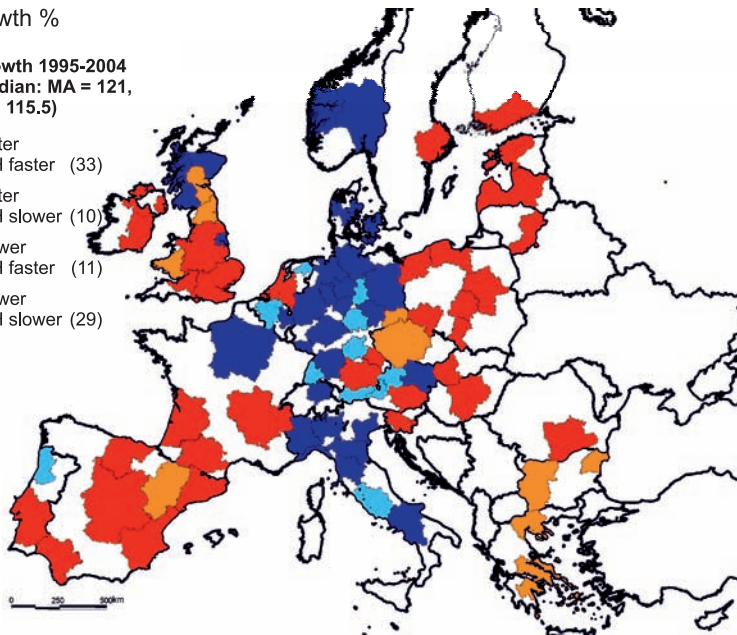 wth %
wth 1995-2004
dian: MA = 121,
115.5)
ter
H faster (33)
ter
H slower (10)
wer
H faster (11)
wer
H slower (29)
0 250 500km